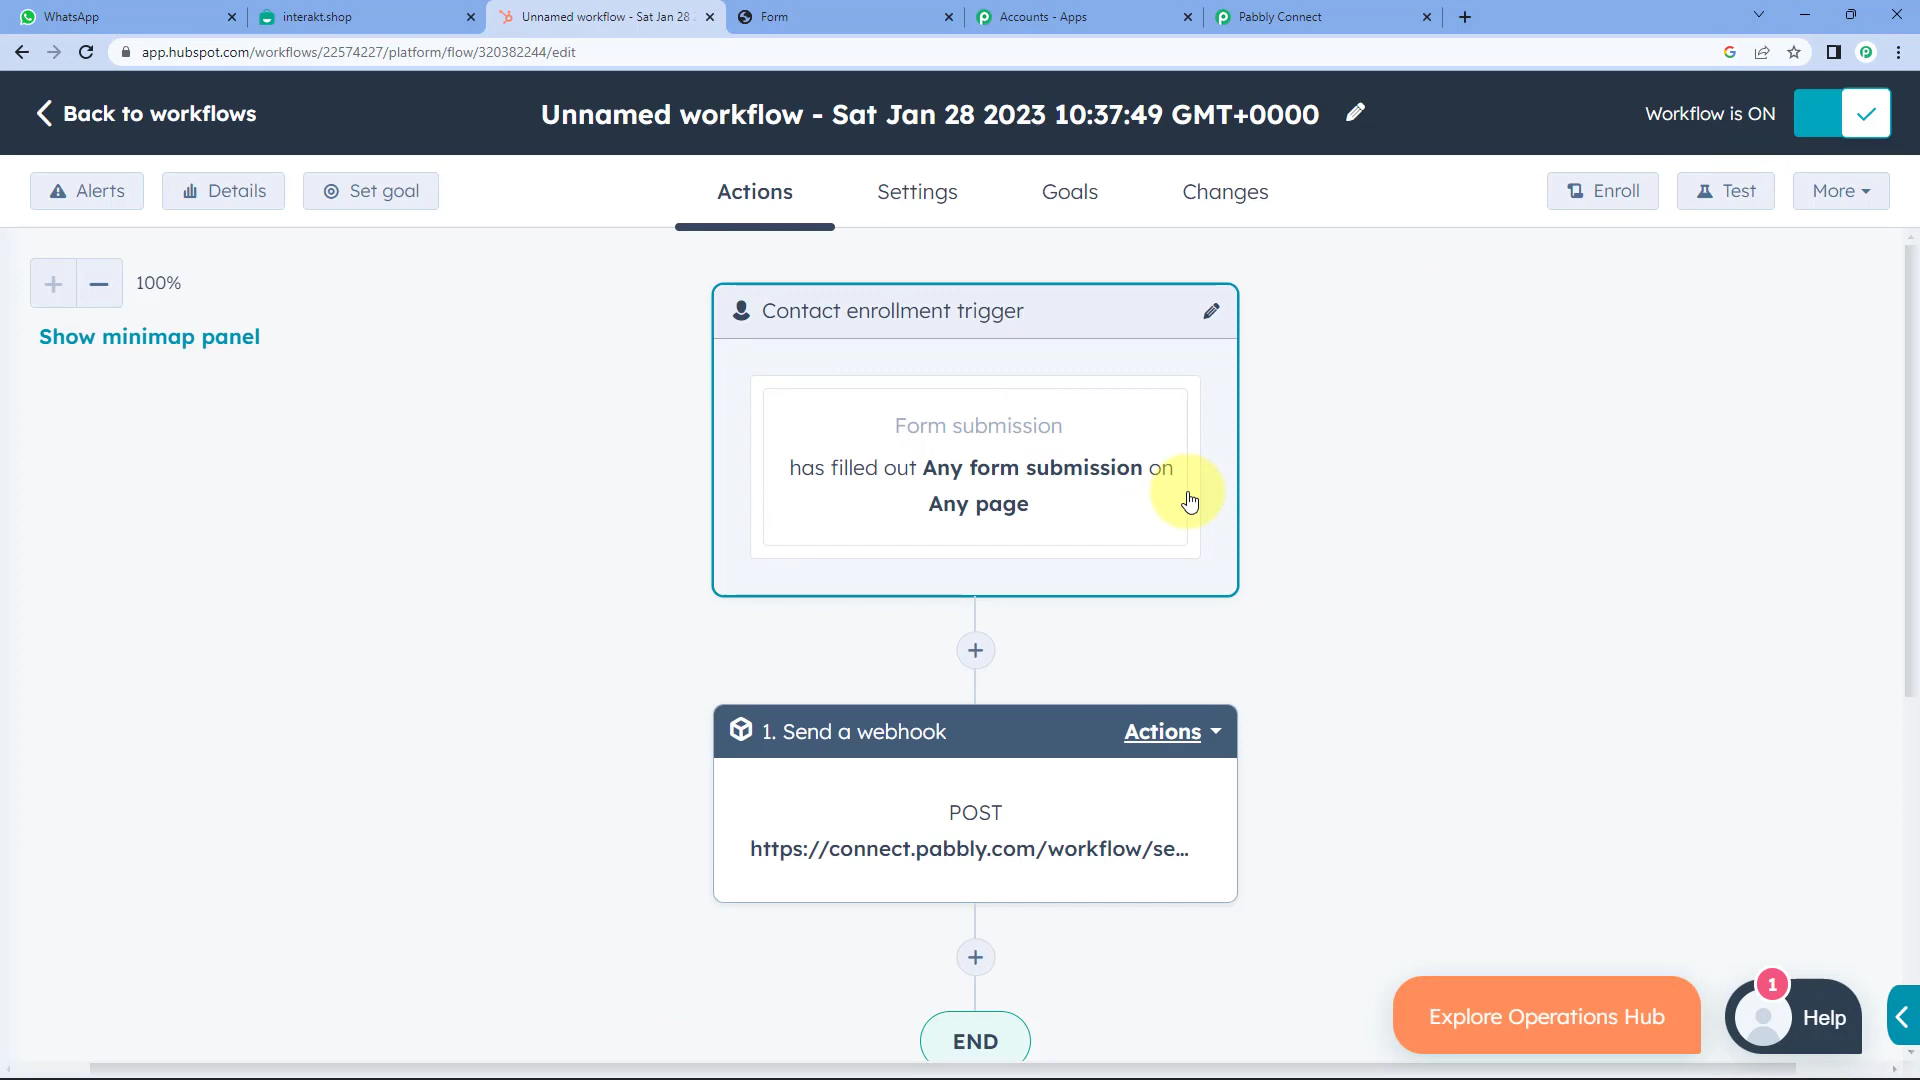 WhatsApp
interakt.shop
Unnamed workflow - Sat Jan 28
Form
Accounts - Apps
Pabbly Connect
app.hubspot.com/workflows/22574227/platform/flow/320382244/edit
Back to workflows
Unnamed workflow - Sat Jan 28 2023 10:37:49 GMT+0000
Workflow is ON
Alerts
Details
Set goal
Actions
Settings
Goals
Changes
Enroll
Test
More
100%
Show minimap panel
Contact enrollment trigger
Form submission
has filled out Any form submission on
Any page
1. Send a webhook
Actions
POST
https://connect.pabbly.com/workflow/se...
END
Explore Operations Hub
1
Help